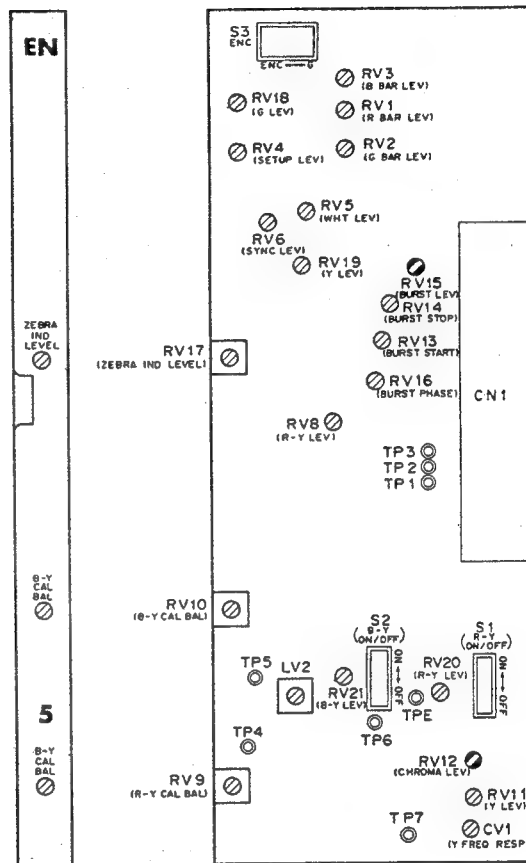 EN
ZEBRA
IND
LEVEL
B-Y
CAL
BAL
5
B-Y
CAL
BAL
S3
ENC
ENC ⟷ G
RV3
(B BAR LEV)
RV18
(G LEV)
RV1
(R BAR LEV)
RV4
(SETUP LEV)
RV2
(G BAR LEV)
RV5
(WHT LEV)
RV6
(SYNC LEV)
RV19
(Y LEV)
RV15
(BURST LEV)
RV14
(BURST STOP)
RV17
(ZEBRA IND LEVEL)
RV13
(BURST START)
RV16
(BURST PHASE)
CN1
RV8
(R-Y LEV)
TP3
TP2
TP1
RV10
(B-Y CAL BAL)
S2
(B-Y
ON/OFF)
ON ⟷ OFF
S1
(R-Y
ON/OFF)
ON ⟷ OFF
TP5
LV2
RV21
(B-Y LEV)
RV20
(R-Y LEV)
TPE
TP6
TP4
RV12
(CHROMA LEV)
RV9
(R-Y CAL BAL)
RV11
(Y LEV)
TP7
CV1
(Y FREQ RESP)